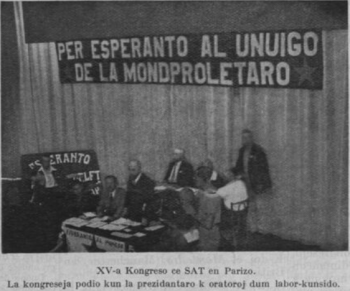 PER ESPERANTO AL UNUIGO
DE LA MONDPROLETARO
ESPERANTO
XV-a Kongreso ce SAT en Parizo.
La kongreseja podio kun la prezidantaro k oratoroj dum labor-kunsido.